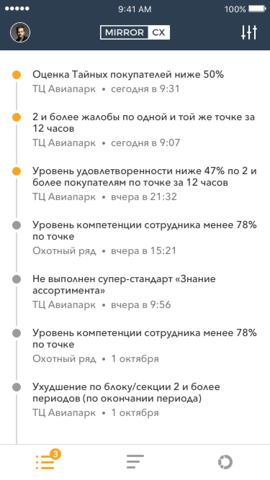 9:41 AM
100%
MIRROR CX
Оценка Тайных покупателей ниже 50%
ТЦ Авиапарк • сегодня в 9:31
2 и более жалобы по одной и той же точке за
12 часов
ТЦ Авиапарк • сегодня в 9:07
Уровень удовлетворенности ниже 47% по 2 и
более покупателям по точке за 12 часов
ТЦ Авиапарк • вчера в 21:32
Уровень компетенции сотрудника менее 78%
по точке
Охотный ряд • вчера в 15:21
Не выполнен супер-стандарт «Знание
ассортимента»
ТЦ Авиапарк • вчера в 9:56
Уровень компетенции сотрудника менее 78%
по точке
Охотный ряд • 1 октября
Ухудшение по блоку/секции 2 и более
периодов (по окончании периода)
ТЦ Авиапарк • 1 октября
3